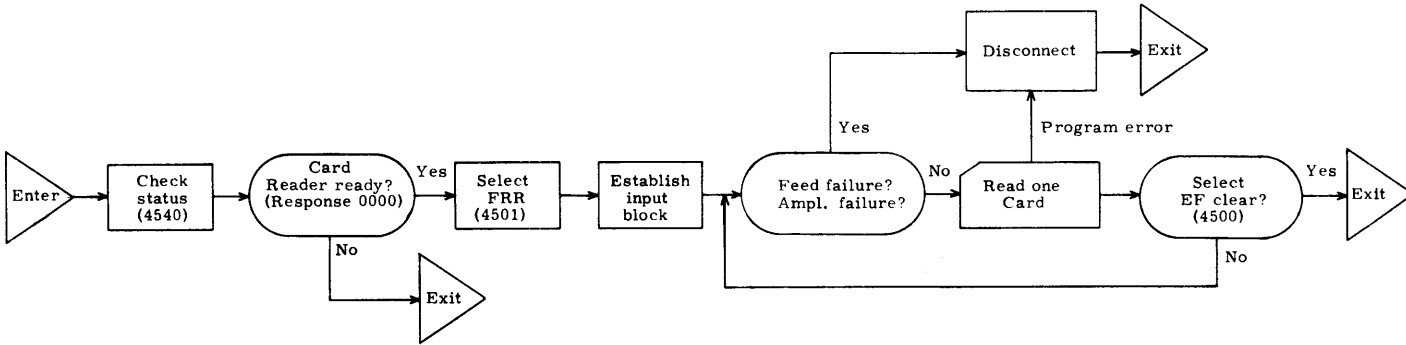 Enter
Check
status
(4540)
Card
Reader ready?
(Response 0000)
Yes
No
Exit
Select
FRR
(4501)
Establish
input
block
Feed failure?
Ampl. failure?
Yes
Disconnect
Exit
No
Program error
Read one
Card
Select
EF clear?
(4500)
Yes
Exit
No